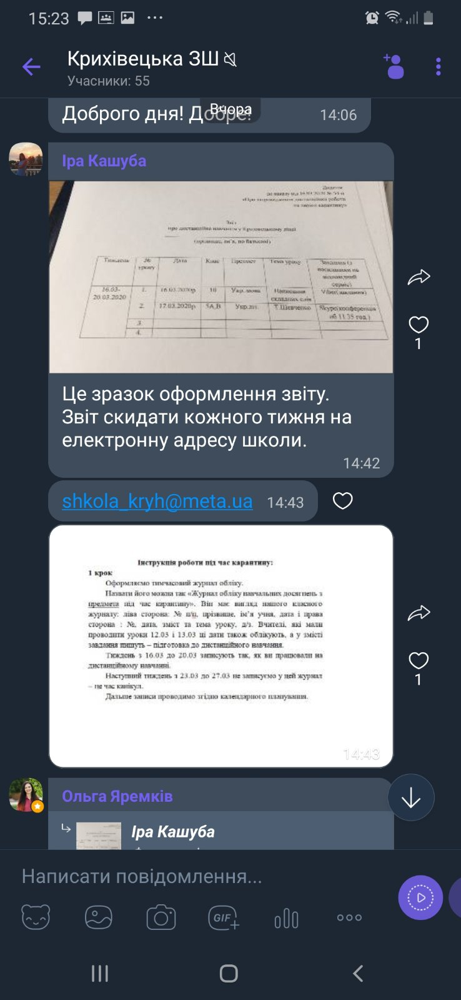 15:23
Крихівецька ЗШ
Учасники: 55
Вчора
Доброго дня! Добре!
14:06
Іра Кашуба
Додаток
до наказу від 16.03.2020 №
«Про запровадження дистанційної роботи
на період карантину»
Звіт
про дистанційне навчання у Крихівецькому ліцеї
(прізвище, ім'я, по батькові)
Тиждень № уроку Дата Клас Предмет Тема уроку Завдання (з посиланням на відповідний сервіс)
16.03-20.03.2020 1. 16.03.2020р 10 Укр. мова Написання складних слів Viber(завдання)
2. 17.03.2020р 5А,В Укр.літ. Т.Шевченко Skype(конференція об 11.35 год.)
3.
4.
Це зразок оформлення звіту.
Звіт скидати кожного тижня на
електронну адресу школи.
14:42
1
shkola_kryh@meta.ua
14:43
Інструкція роботи під час карантину:
1 крок
Оформляємо тимчасовий журнал обліку.
Назвати його можна так «Журнал обліку навчальних досягнень з
предмета під час карантину». Він має вигляд нашого класного
журналу: ліва сторона: № п/п, прізвище, ім'я учня, дата і права
сторона : №, дата, зміст та тема уроку, д/з. Вчителі, які мали
проводити уроки 12.03 і 13.03 ці дати також обліковують, а у змісті
завдання пишуть – підготовка до дистанційного навчання.
Тиждень з 16.03 до 20.03 записують так, як ви працювали на
дистанційному навчанні.
Наступний тиждень з 23.03 до 27.03 не записуємо у цей журнал
– це час канікул.
Дальше записи проводимо згідно календарного планування.
14:43
1
Ольга Яремків
Іра Кашуба
Написати повідомлення...
GIF